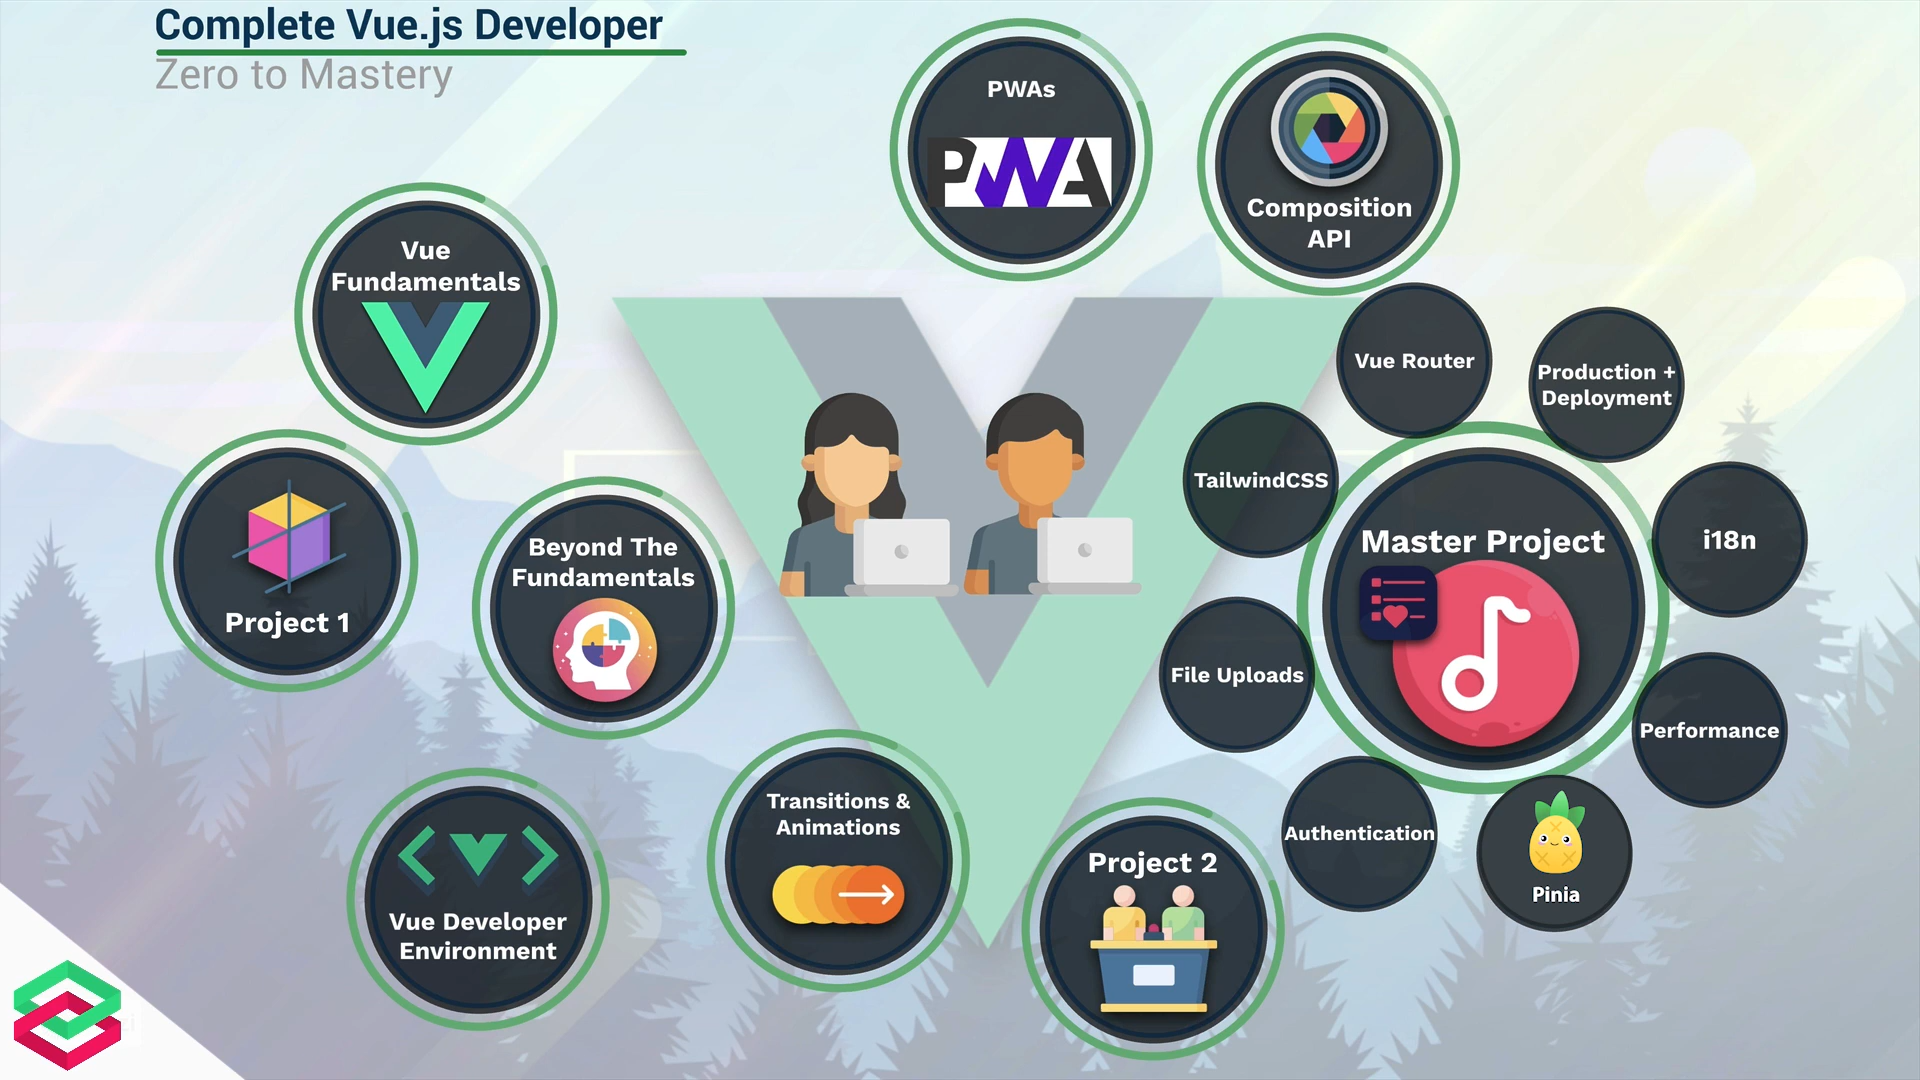 Complete Vue.js Developer
Zero to Mastery
PWAs
PWA
Composition
API
Vue
Fundamentals
Vue Router
Production +
Deployment
TailwindCSS
Master Project
i18n
Project 1
Beyond The
Fundamentals
File Uploads
Performance
Transitions &
Animations
Authentication
Pinia
Project 2
Vue Developer
Environment